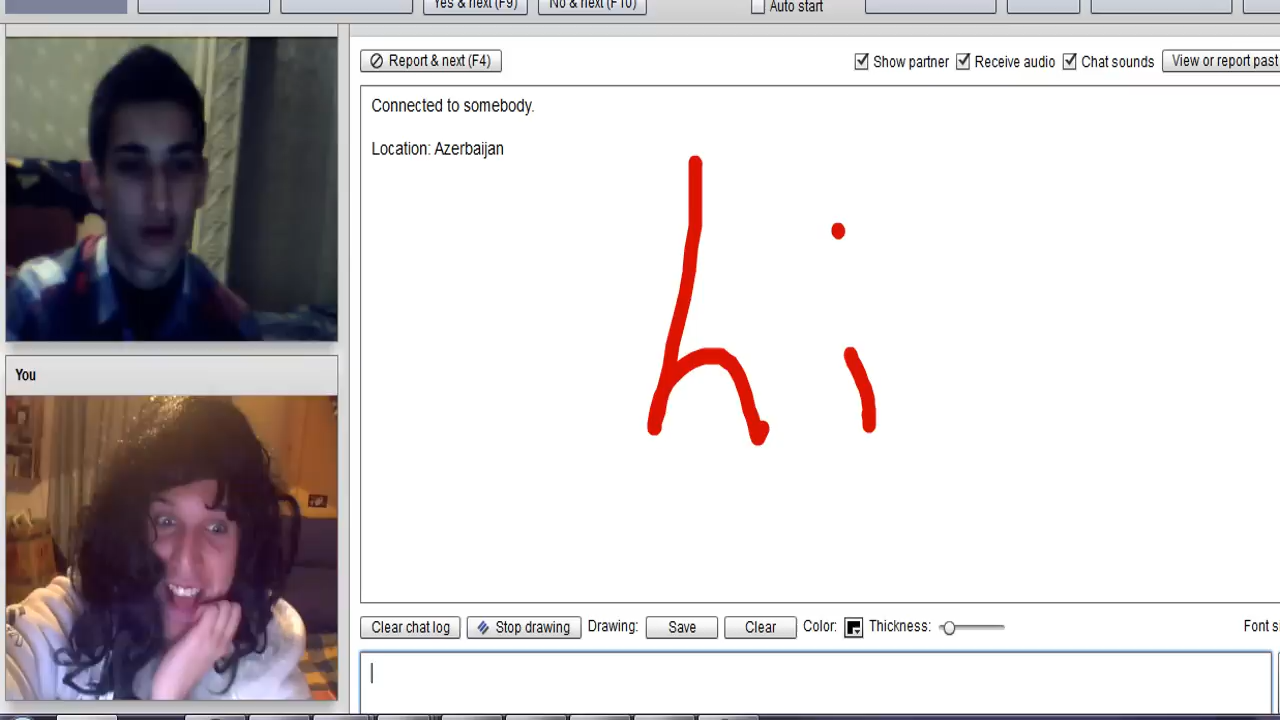 Yes & next (F9) No & next (F10) Auto start
Report & next (F4) Show partner Receive audio Chat sounds View or report past
Connected to somebody.
Location: Azerbaijan
hi
You
Clear chat log Stop drawing Drawing: Save Clear Color: Thickness: Font s